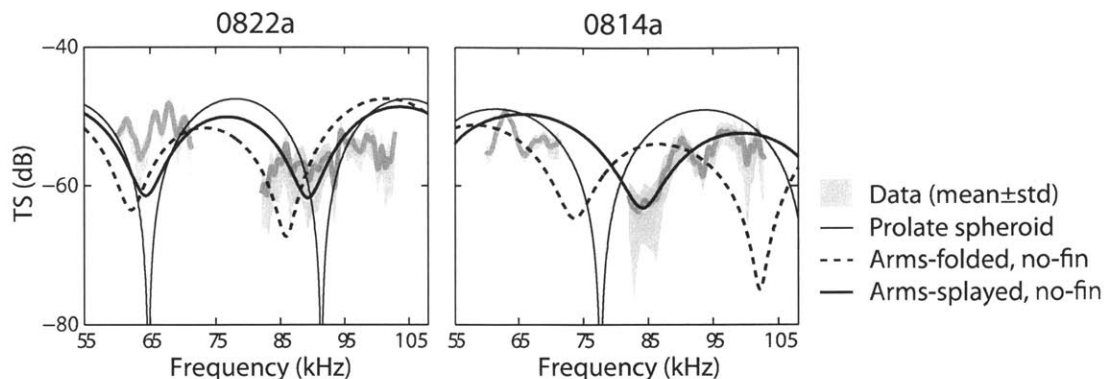 0822a 0814a
−40
−60
−80
TS (dB)
55 65 75 85 95 105 55 65 75 85 95 105
Frequency (kHz) Frequency (kHz)
Data (mean±std)
Prolate spheroid
Arms-folded, no-fin
Arms-splayed, no-fin